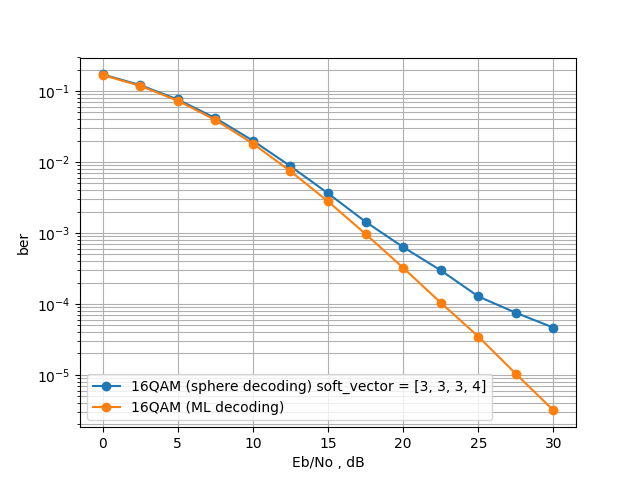 10⁻¹
10⁻²
10⁻³
10⁻⁴
10⁻⁵
ber
16QAM (sphere decoding) soft_vector = [3, 3, 3, 4]
16QAM (ML decoding)
0 5 10 15 20 25 30
Eb/No , dB